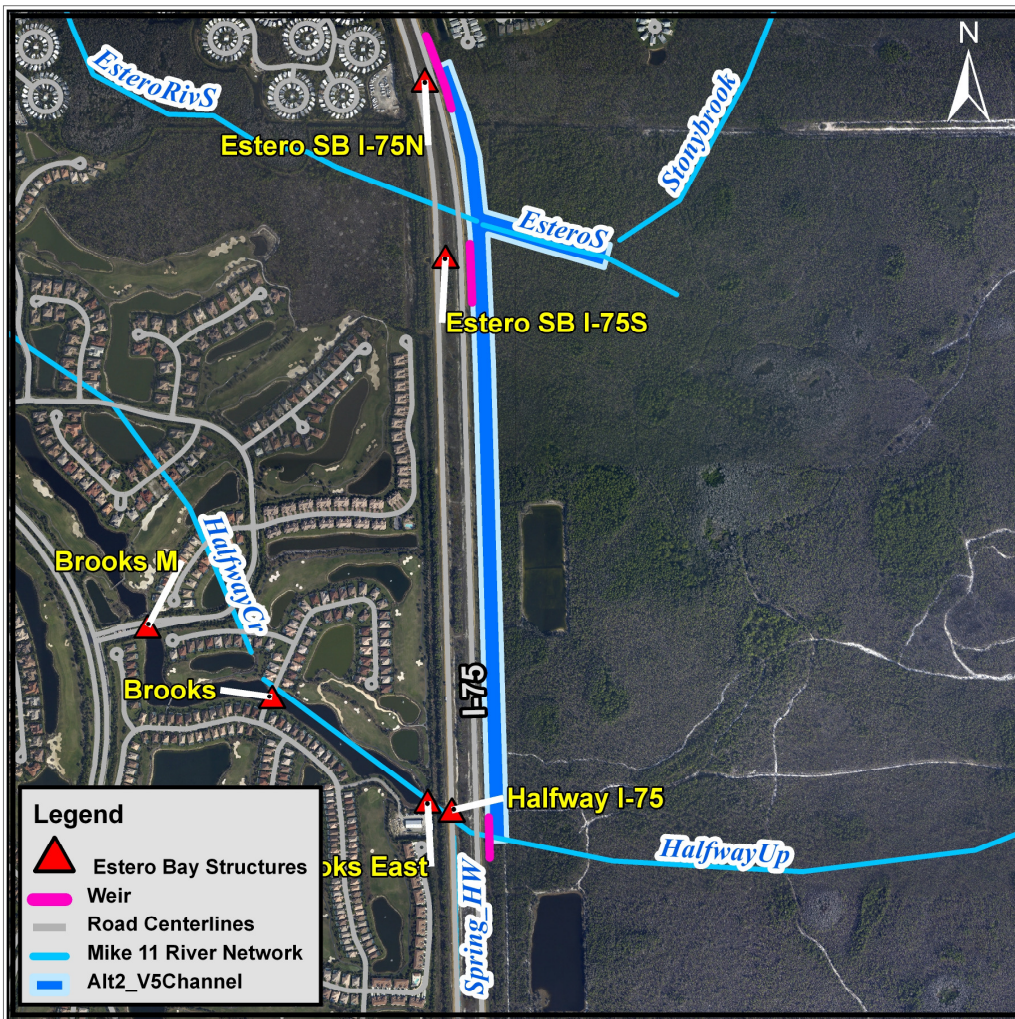 N
EsteroRivS
Stonybrook
Estero SB I-75N
EsteroS
Estero SB I-75S
HalfwayCr
Brooks M
I-75
Brooks
Halfway I-75
HalfwayUp
oks East
Spring_HW
Legend
Estero Bay Structures
Weir
Road Centerlines
Mike 11 River Network
Alt2_V5Channel